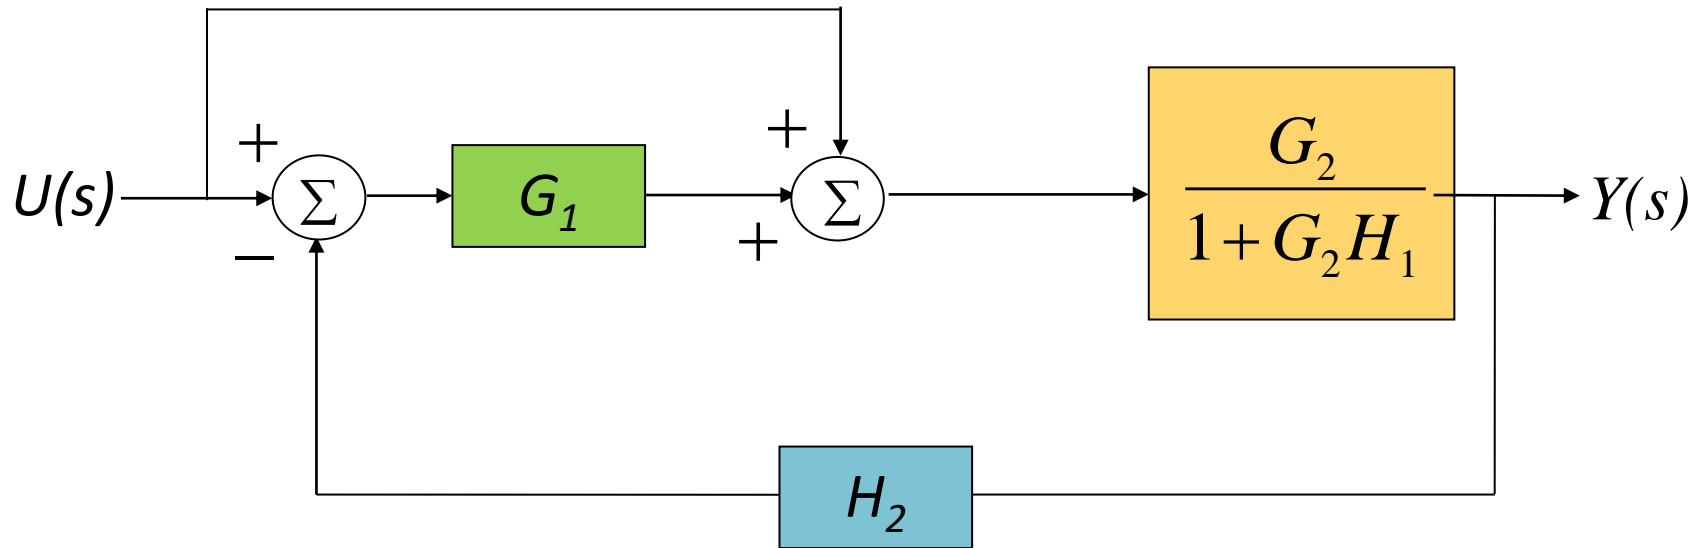 + +
U(s) Σ G₁ Σ G₂ Y(s)
− + 1 + G₂H₁
H₂